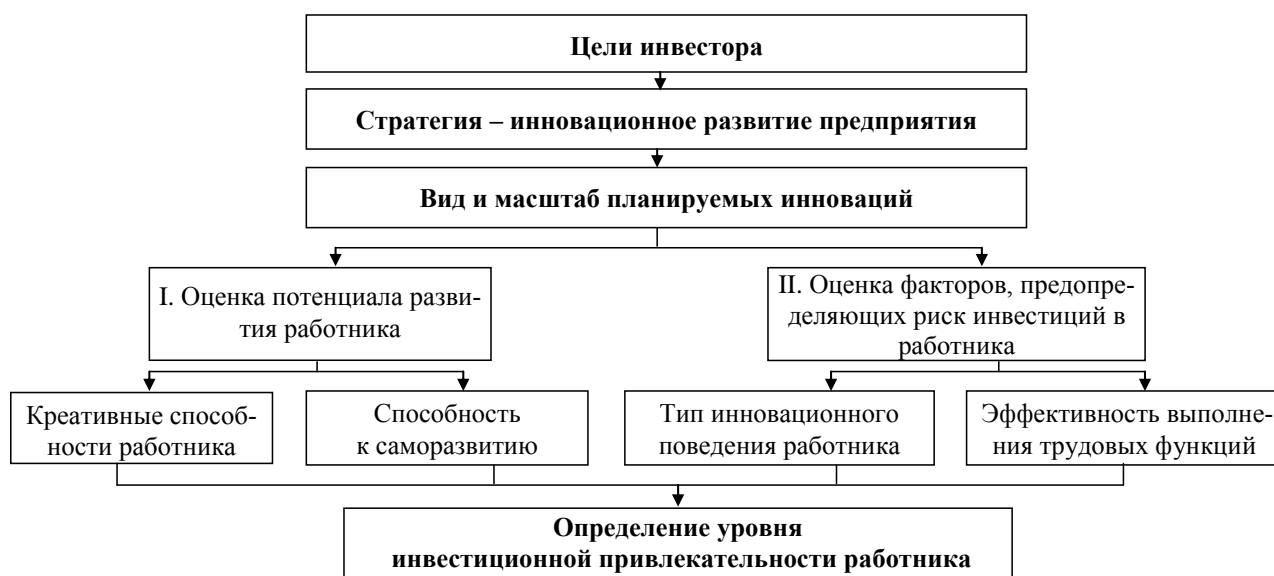 Цели инвестора
Стратегия – инновационное развитие предприятия
Вид и масштаб планируемых инноваций
I. Оценка потенциала разви-
тия работника
II. Оценка факторов, предопре-
деляющих риск инвестиций в
работника
Креативные способ-
ности работника
Способность
к саморазвитию
Тип инновационного
поведения работника
Эффективность выполне-
ния трудовых функций
Определение уровня
инвестиционной привлекательности работника